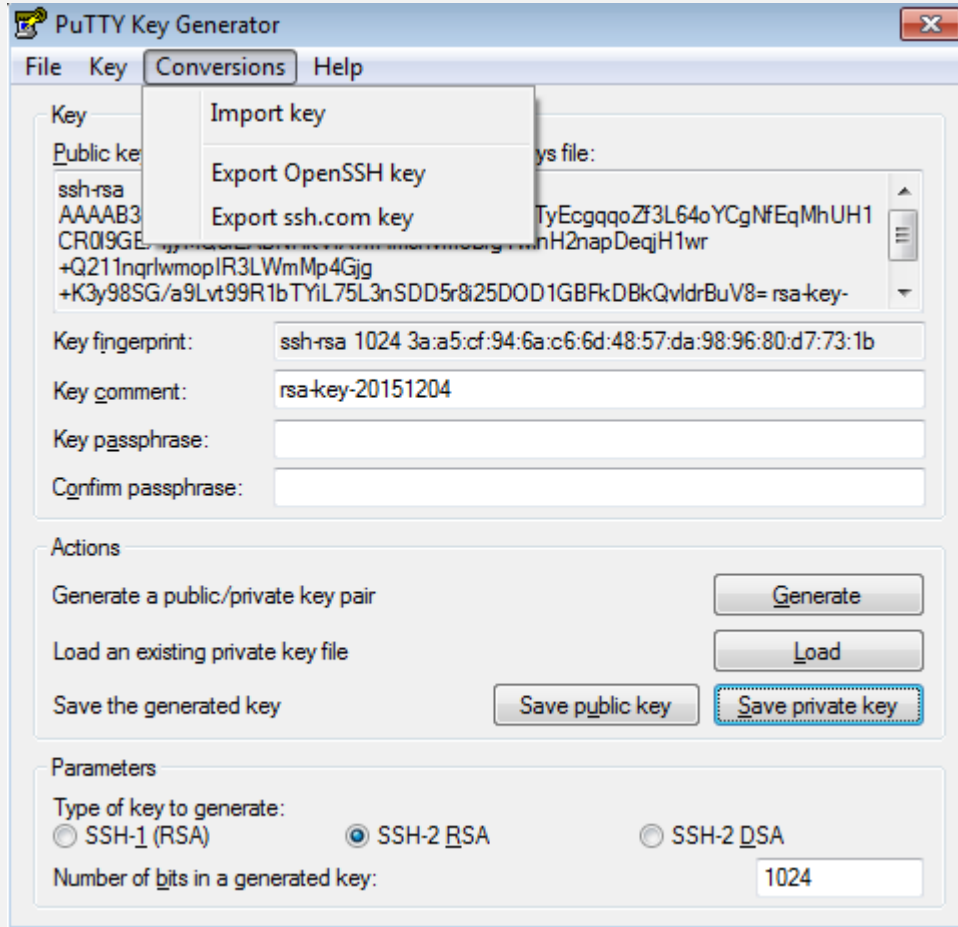 PuTTY Key Generator
File Key Conversions Help
Import key
Export OpenSSH key
Export ssh.com key
Key
Public key
ys file:
ssh-rsa
AAAAB3 TyEcgqqoZf3L64oYCgNfEqMhUH1
+Q211nqrlwmopIR3LWmMp4Gjg
+K3y98SG/a9Lvt99R1bTYiL75L3nSDD5r8i25DOD1GBFkDBkQvldrBuV8= rsa-key-
Key fingerprint: ssh-rsa 1024 3a:a5:cf:94:6a:c6:6d:48:57:da:98:96:80:d7:73:1b
Key comment: rsa-key-20151204
Key passphrase:
Confirm passphrase:
Actions
Generate a public/private key pair Generate
Load an existing private key file Load
Save the generated key Save public key Save private key
Parameters
Type of key to generate:
SSH-1 (RSA) SSH-2 RSA SSH-2 DSA
Number of bits in a generated key: 1024